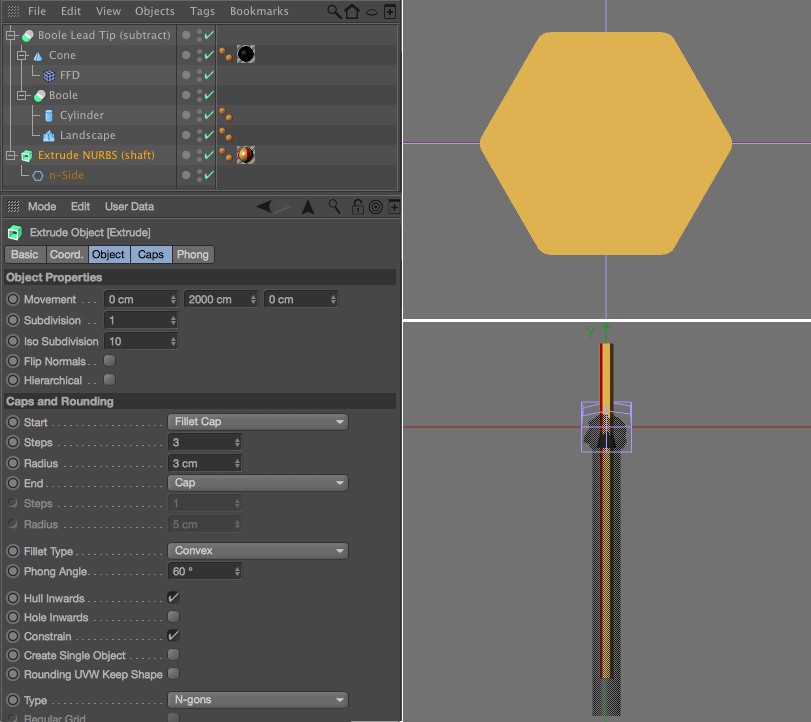 File Edit View Objects Tags Bookmarks
Boole Lead Tip (subtract)
Cone
FFD
Boole
Cylinder
Landscape
Extrude NURBS (shaft)
n-Side
Mode Edit User Data
Extrude Object [Extrude]
Basic Coord. Object Caps Phong
Object Properties
Movement . . . 0 cm 2000 cm 0 cm
Subdivision . . 1
Iso Subdivision 10
Flip Normals . .
Hierarchical . .
Caps and Rounding
Start Fillet Cap
Steps 3
Radius 3 cm
End Cap
Steps 1
Radius 5 cm
Fillet Type Convex
Phong Angle 60 °
Hull Inwards
Hole Inwards
Constrain
Create Single Object
Rounding UVW Keep Shape
Type N-gons
Regular Grid
Y